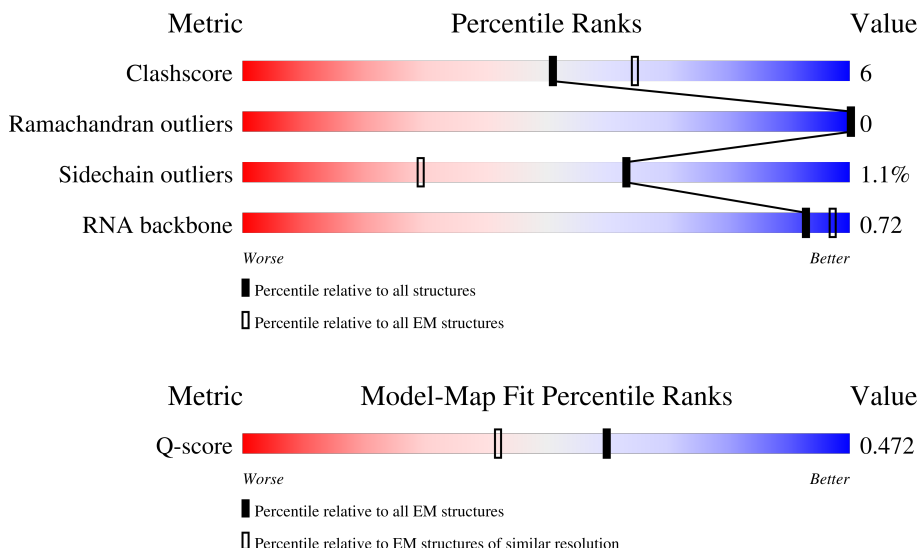 Metric Percentile Ranks Value
Clashscore 6
Ramachandran outliers 0
Sidechain outliers 1.1%
RNA backbone 0.72
Worse Better
Percentile relative to all structures
Percentile relative to all EM structures
Metric Model-Map Fit Percentile Ranks Value
Q-score 0.472
Worse Better
Percentile relative to all EM structures
Percentile relative to EM structures of similar resolution